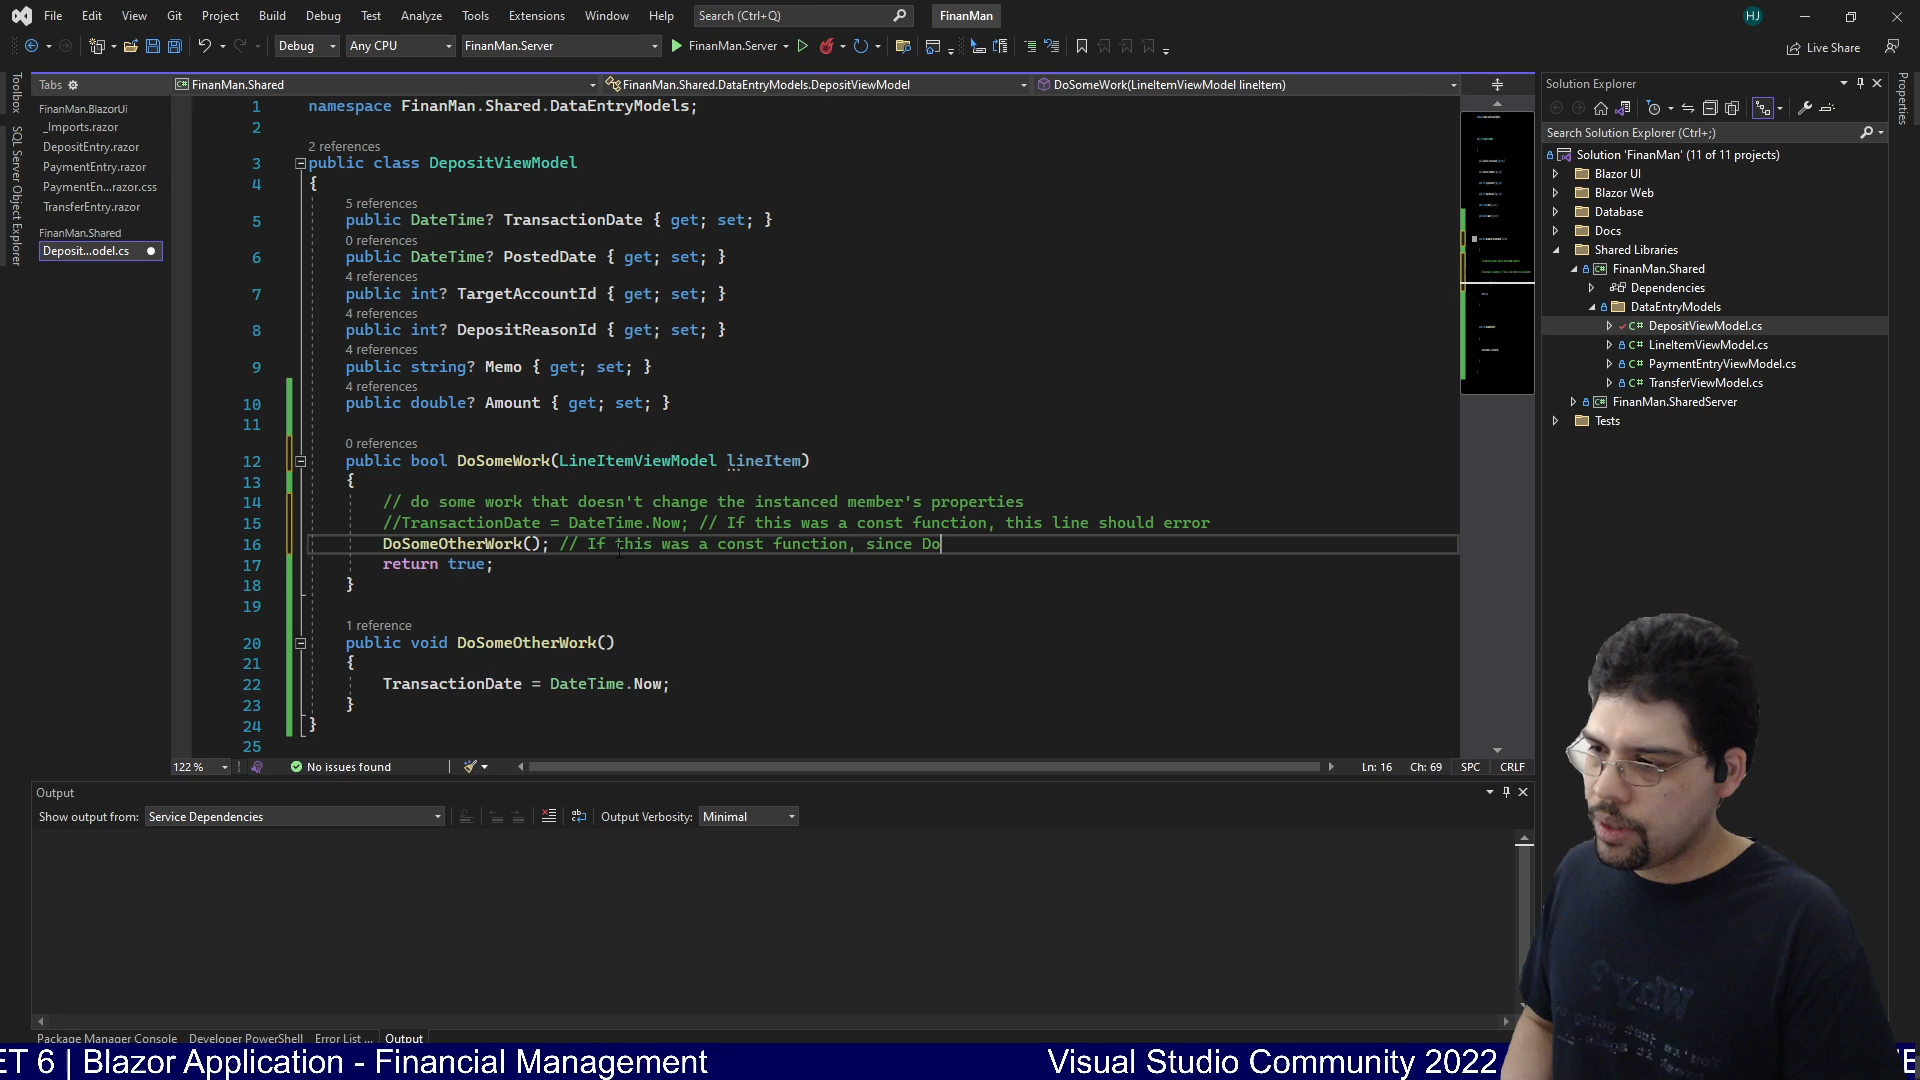 File Edit View Git Project Build Debug Test Analyze Tools Extensions Window Help Search (Ctrl+Q) FinanMan HJ
Debug Any CPU FinanMan.Server FinanMan.Server Live Share
Toolbox
SQL Server Object Explorer
Tabs
FinanMan.BlazorUi
_Imports.razor
DepositEntry.razor
PaymentEntry.razor
PaymentEn...razor.css
TransferEntry.razor
FinanMan.Shared
Deposit...odel.cs
FinanMan.Shared FinanMan.Shared.DataEntryModels.DepositViewModel DoSomeWork(LineItemViewModel lineItem)
1 namespace FinanMan.Shared.DataEntryModels;
2
2 references
3 public class DepositViewModel
4 {
5 references
5 public DateTime? TransactionDate { get; set; }
0 references
6 public DateTime? PostedDate { get; set; }
4 references
7 public int? TargetAccountId { get; set; }
4 references
8 public int? DepositReasonId { get; set; }
4 references
9 public string? Memo { get; set; }
4 references
10 public double? Amount { get; set; }
11
0 references
12 public bool DoSomeWork(LineItemViewModel lineItem)
13 {
14 // do some work that doesn't change the instanced member's properties
15 //TransactionDate = DateTime.Now; // If this was a const function, this line should error
16 DoSomeOtherWork(); // If this was a const function, since Do
17 return true;
18 }
19
1 reference
20 public void DoSomeOtherWork()
21 {
22 TransactionDate = DateTime.Now;
23 }
24 }
25
122 % No issues found Ln: 16 Ch: 69 SPC CRLF
Output
Show output from: Service Dependencies Output Verbosity: Minimal
Package Manager Console Developer PowerShell Error List ... Output
Solution Explorer
Search Solution Explorer (Ctrl+;)
Solution 'FinanMan' (11 of 11 projects)
Blazor UI
Blazor Web
Database
Docs
Shared Libraries
FinanMan.Shared
Dependencies
DataEntryModels
DepositViewModel.cs
LineItemViewModel.cs
PaymentEntryViewModel.cs
TransferViewModel.cs
FinanMan.SharedServer
Tests
Properties
ET 6 | Blazor Application - Financial Management Visual Studio Community 2022